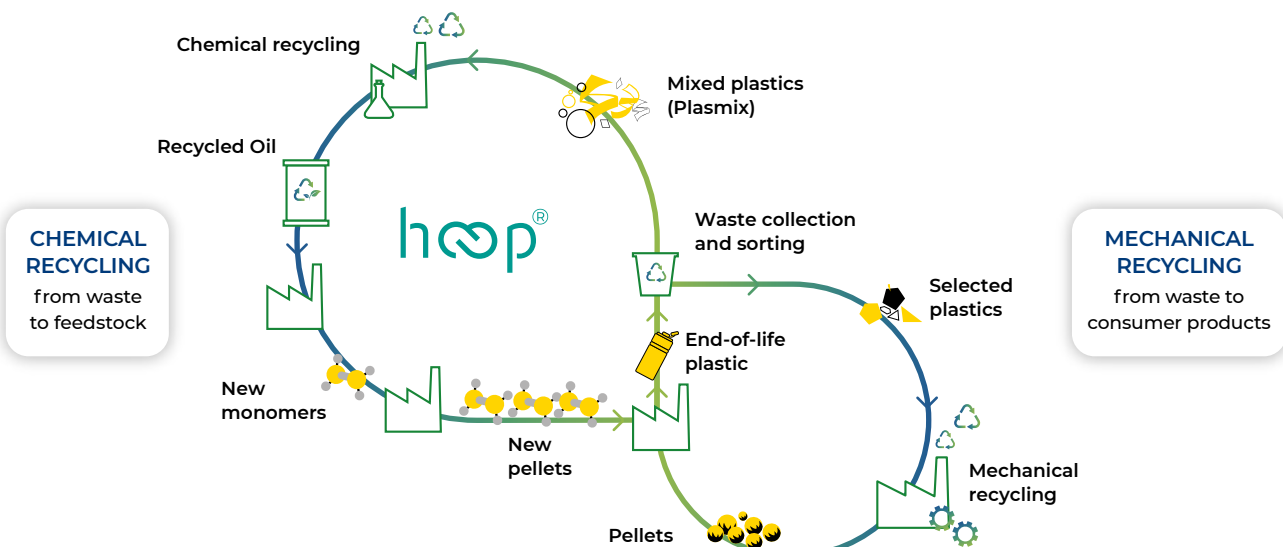 Chemical recycling
Mixed plastics
(Plasmix)
Recycled Oil
hoop®
Waste collection
and sorting
CHEMICAL
RECYCLING
from waste
to feedstock
MECHANICAL
RECYCLING
from waste to
consumer products
Selected
plastics
End-of-life
plastic
New
monomers
New
pellets
Mechanical
recycling
Pellets